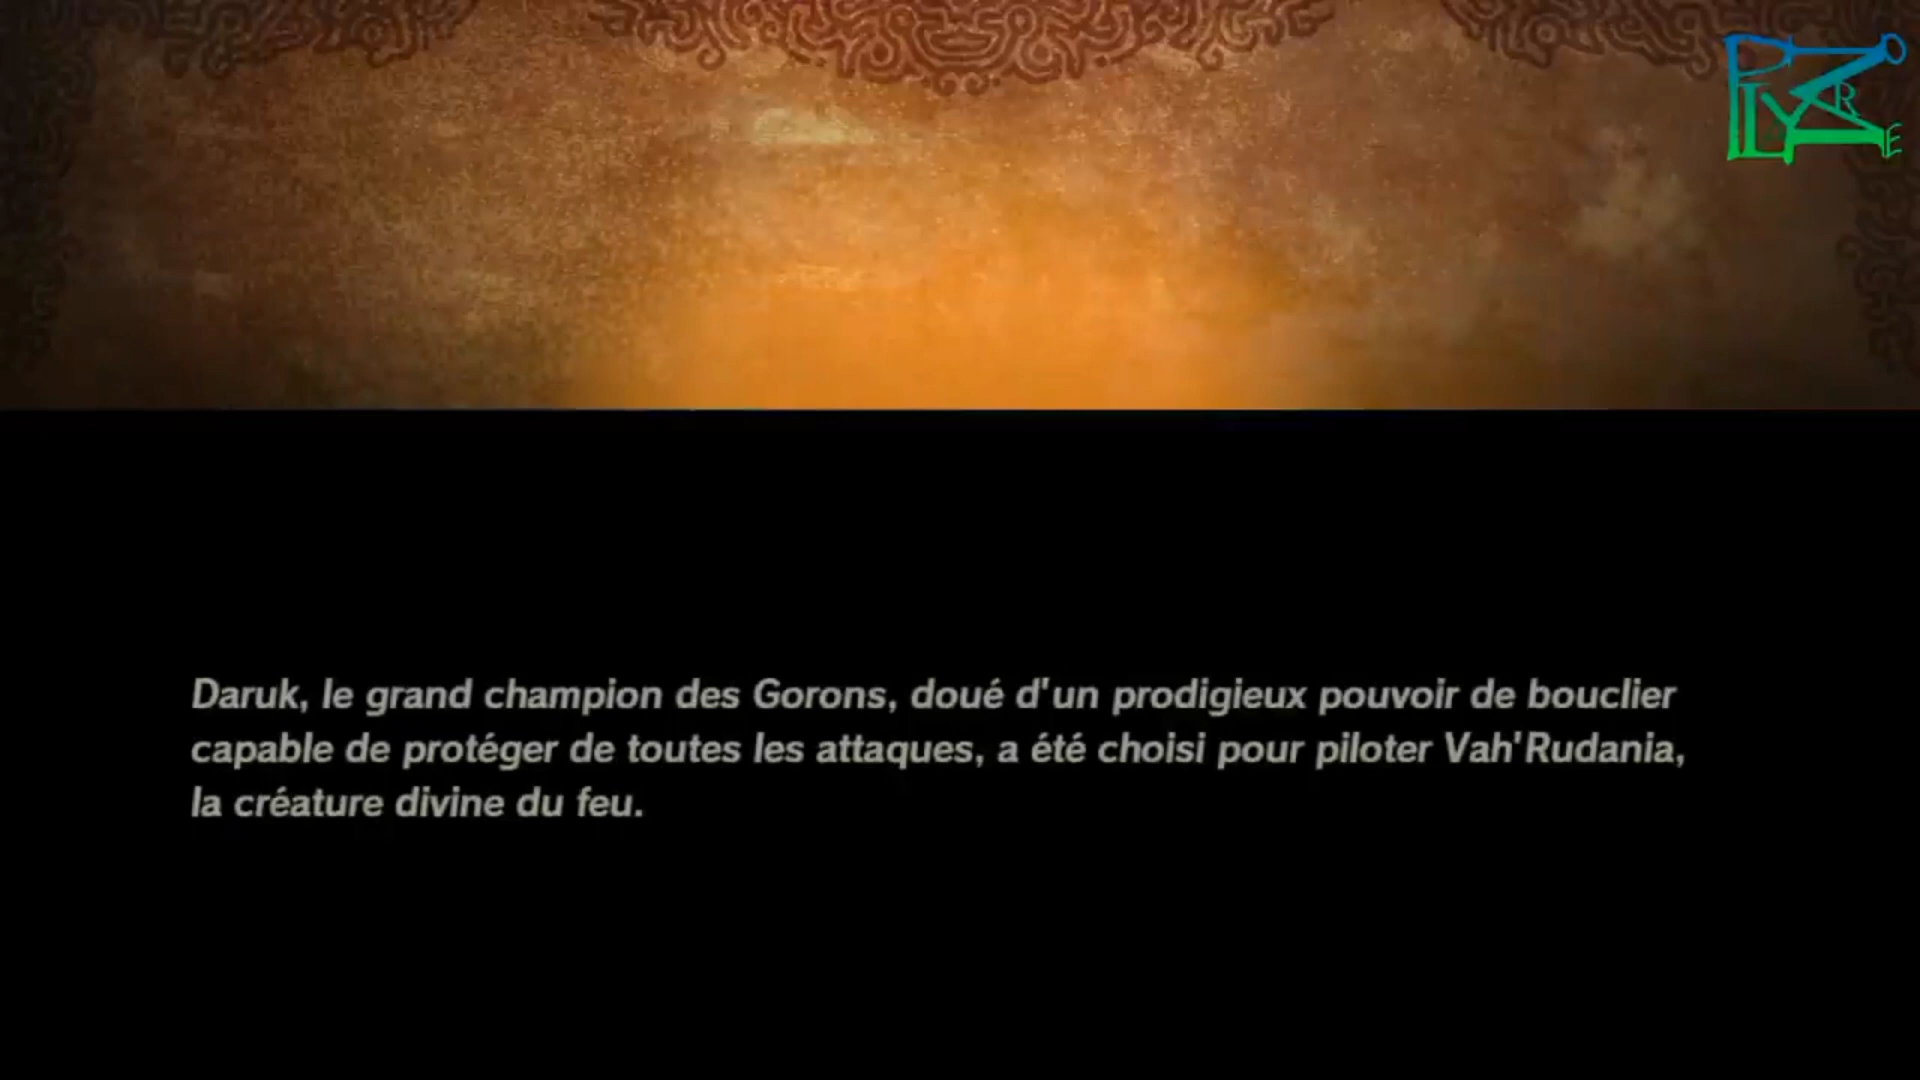 Daruk, le grand champion des Gorons, doué d'un prodigieux pouvoir de bouclier
capable de protéger de toutes les attaques, a été choisi pour piloter Vah'Rudania,
la créature divine du feu.